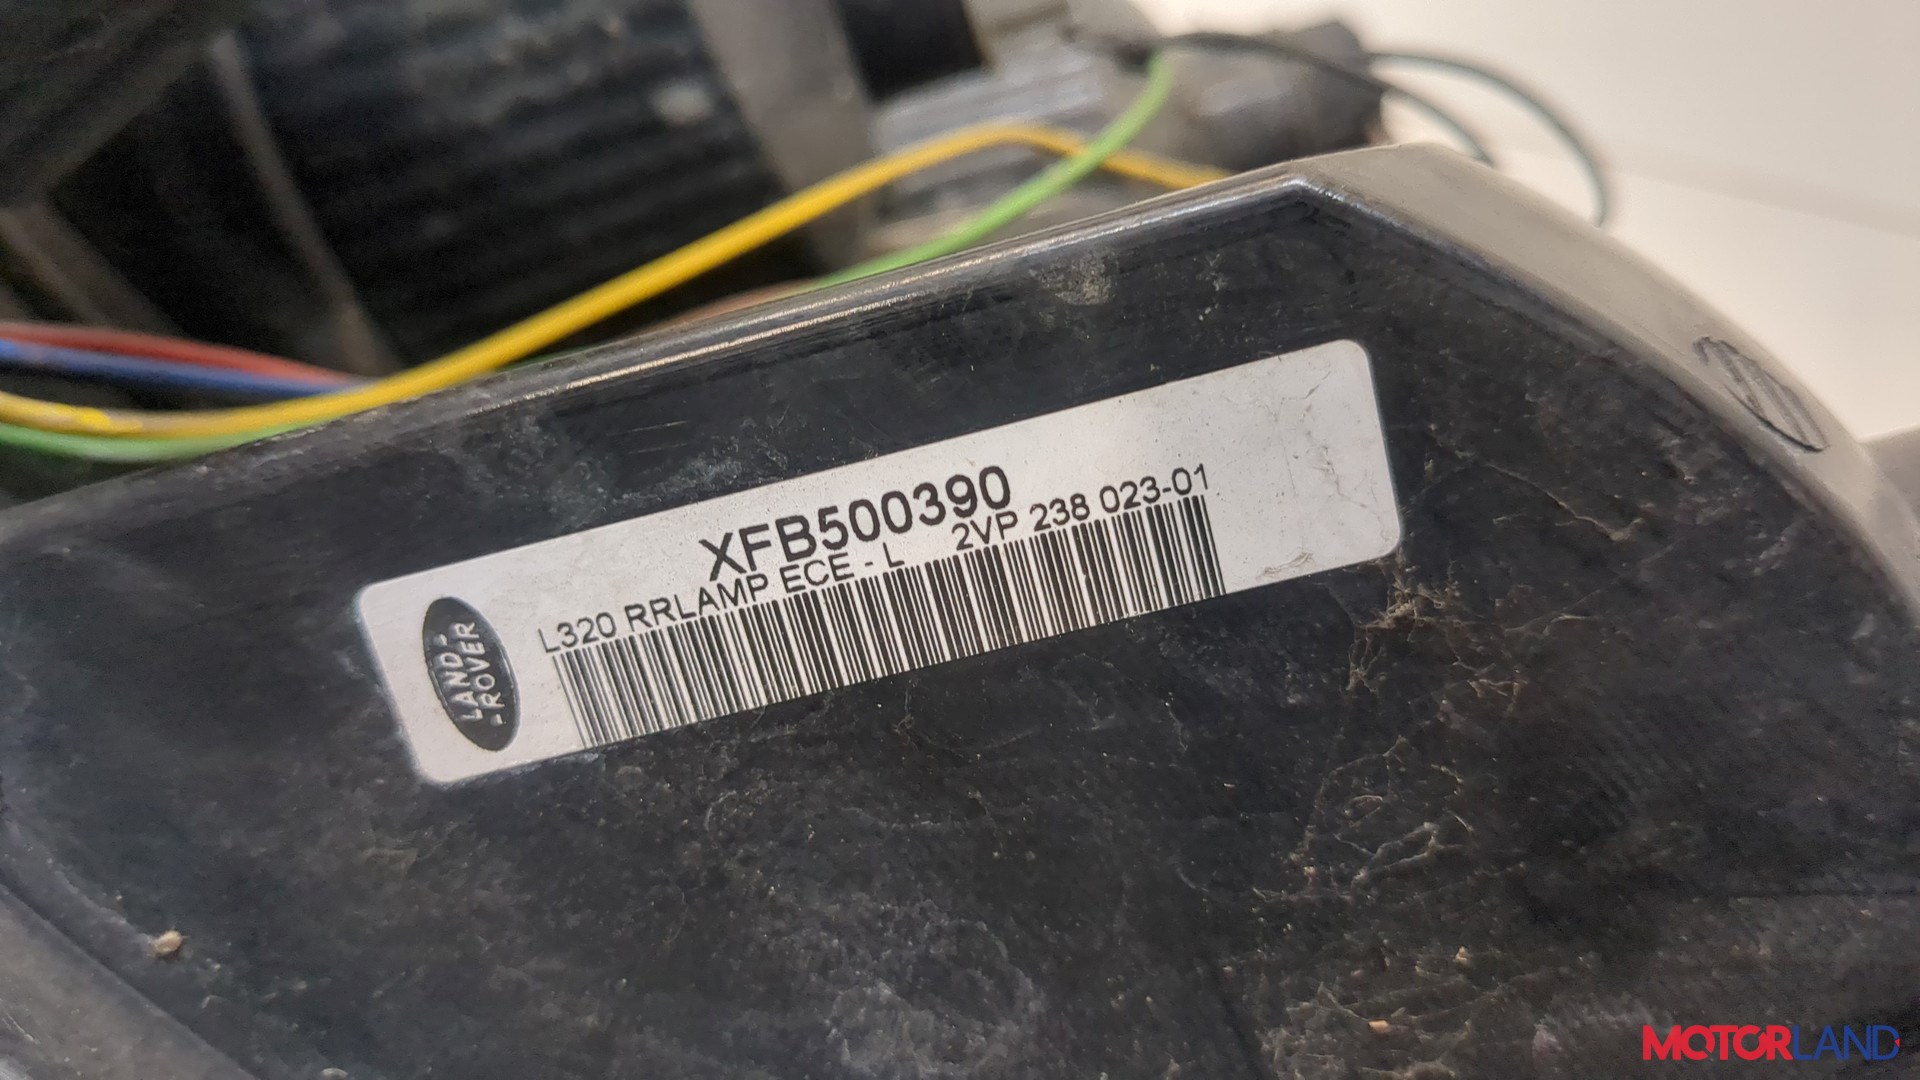 XFB500390
L320 RRLAMP ECE - L 2VP 238 023-01
LAND-
-ROVER
MOTORLAND